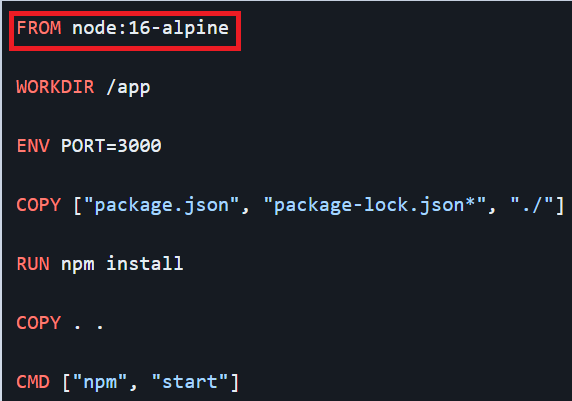 FROM node:16-alpine
WORKDIR /app
ENV PORT=3000
COPY ["package.json", "package-lock.json*", "./"]
RUN npm install
COPY . .
CMD ["npm", "start"]